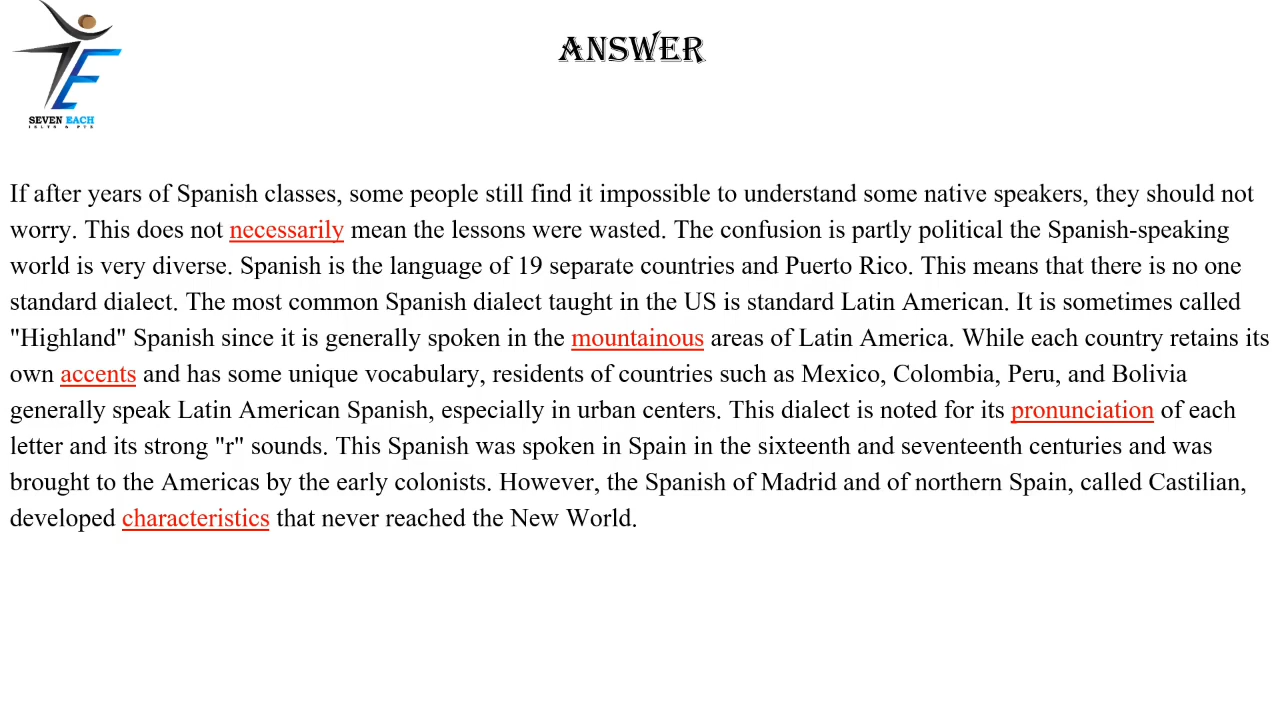 ANSWER
SEVEN EACH
IELTS & PTE
If after years of Spanish classes, some people still find it impossible to understand some native speakers, they should not
worry. This does not necessarily mean the lessons were wasted. The confusion is partly political the Spanish-speaking
world is very diverse. Spanish is the language of 19 separate countries and Puerto Rico. This means that there is no one
standard dialect. The most common Spanish dialect taught in the US is standard Latin American. It is sometimes called
"Highland" Spanish since it is generally spoken in the mountainous areas of Latin America. While each country retains its
own accents and has some unique vocabulary, residents of countries such as Mexico, Colombia, Peru, and Bolivia
generally speak Latin American Spanish, especially in urban centers. This dialect is noted for its pronunciation of each
letter and its strong "r" sounds. This Spanish was spoken in Spain in the sixteenth and seventeenth centuries and was
brought to the Americas by the early colonists. However, the Spanish of Madrid and of northern Spain, called Castilian,
developed characteristics that never reached the New World.